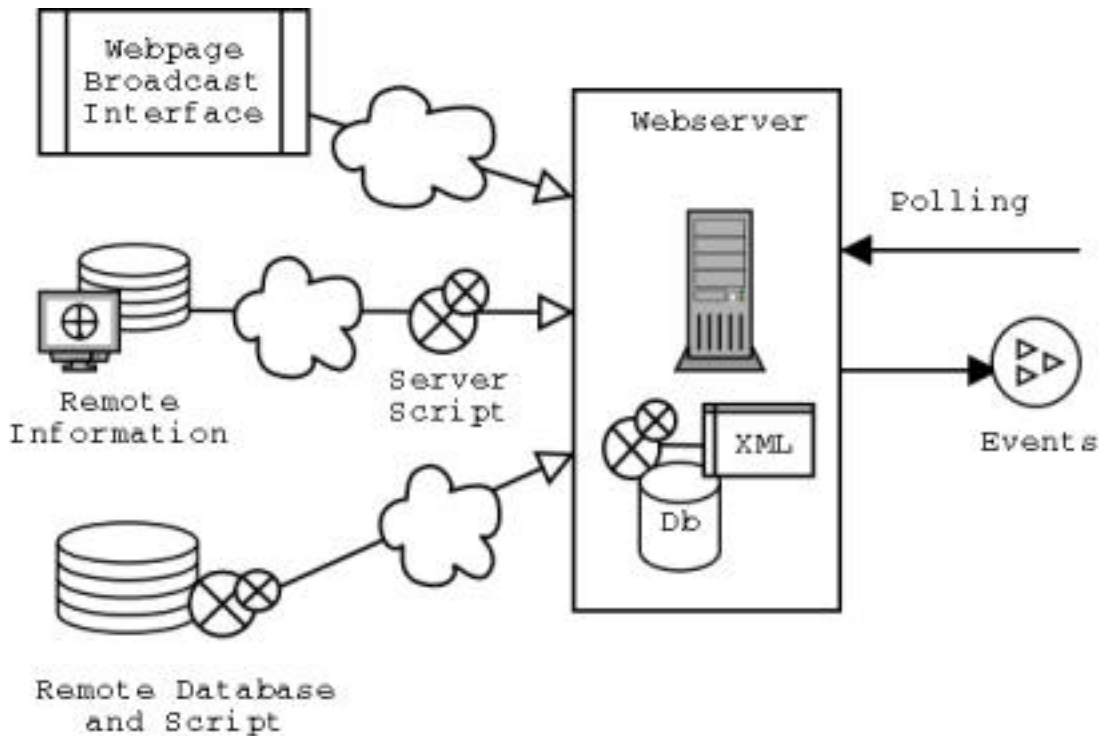 Webpage
Broadcast
Interface
Webserver
Polling
Remote
Information
Server
Script
Events
XML
Db
Remote Database
and Script